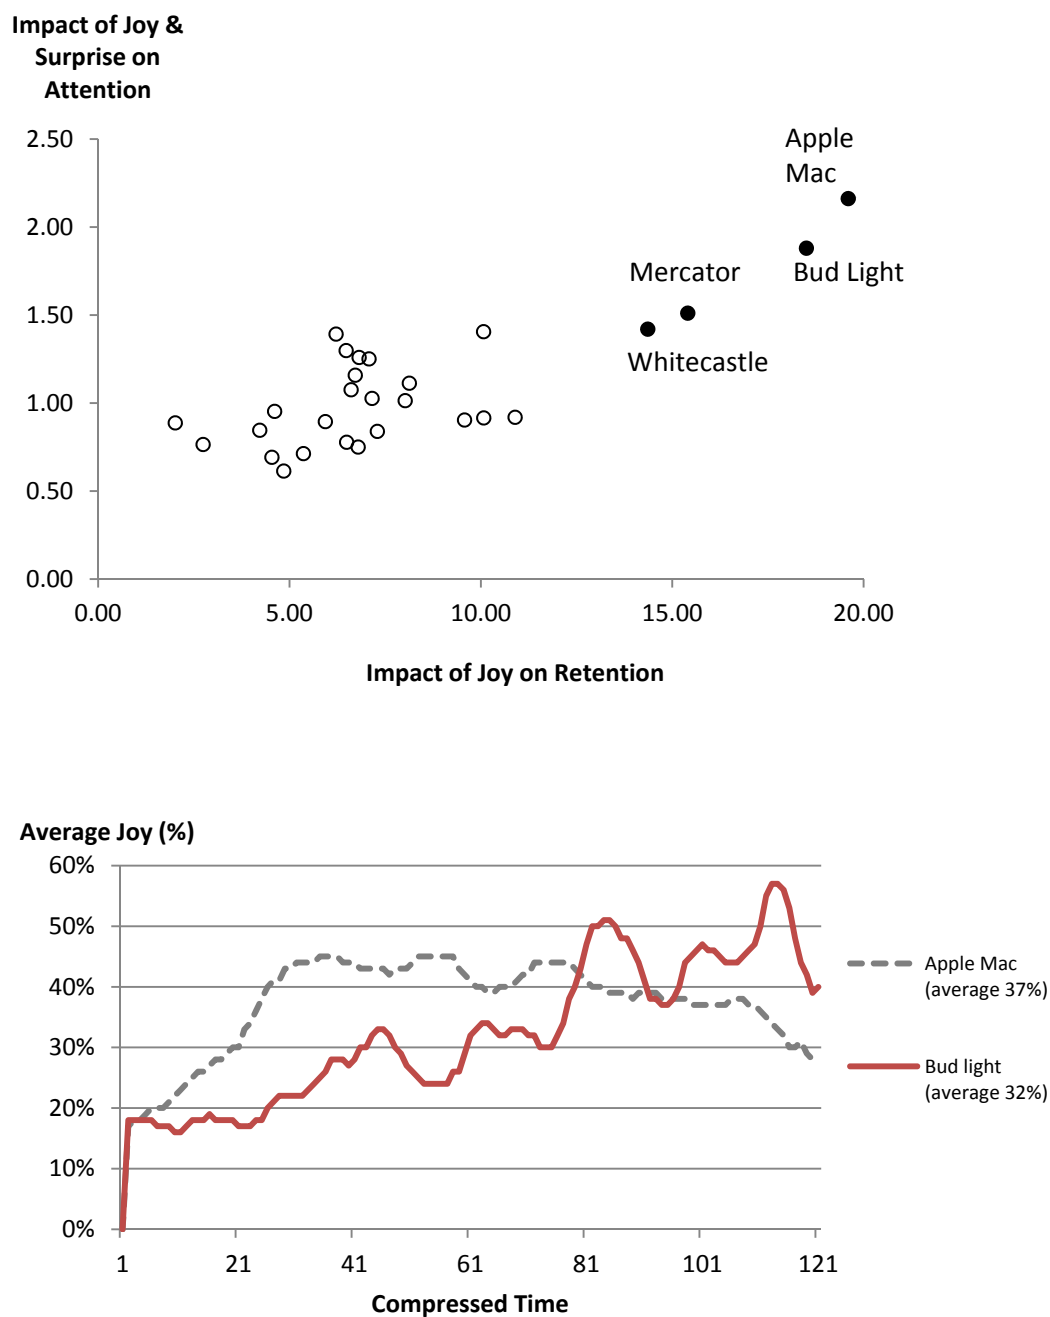 Impact of Joy &
Surprise on
Attention
2.50
2.00
1.50
1.00
0.50
0.00
Apple
Mac
Mercator
Bud Light
Whitecastle
0.00 5.00 10.00 15.00 20.00
Impact of Joy on Retention
Average Joy (%)
60%
50%
40%
30%
20%
10%
0%
Apple Mac
(average 37%)
Bud light
(average 32%)
1 21 41 61 81 101 121
Compressed Time